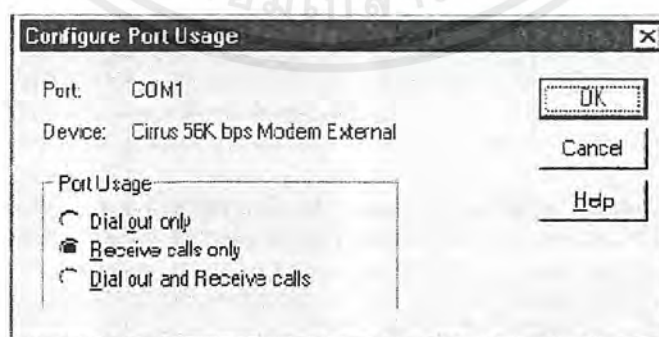 Configure Port Usage
Port: COM1
Device: Cirrus 56K bps Modem External
OK
Cancel
Help
Port Usage
Dial out only
Receive calls only
Dial out and Receive calls